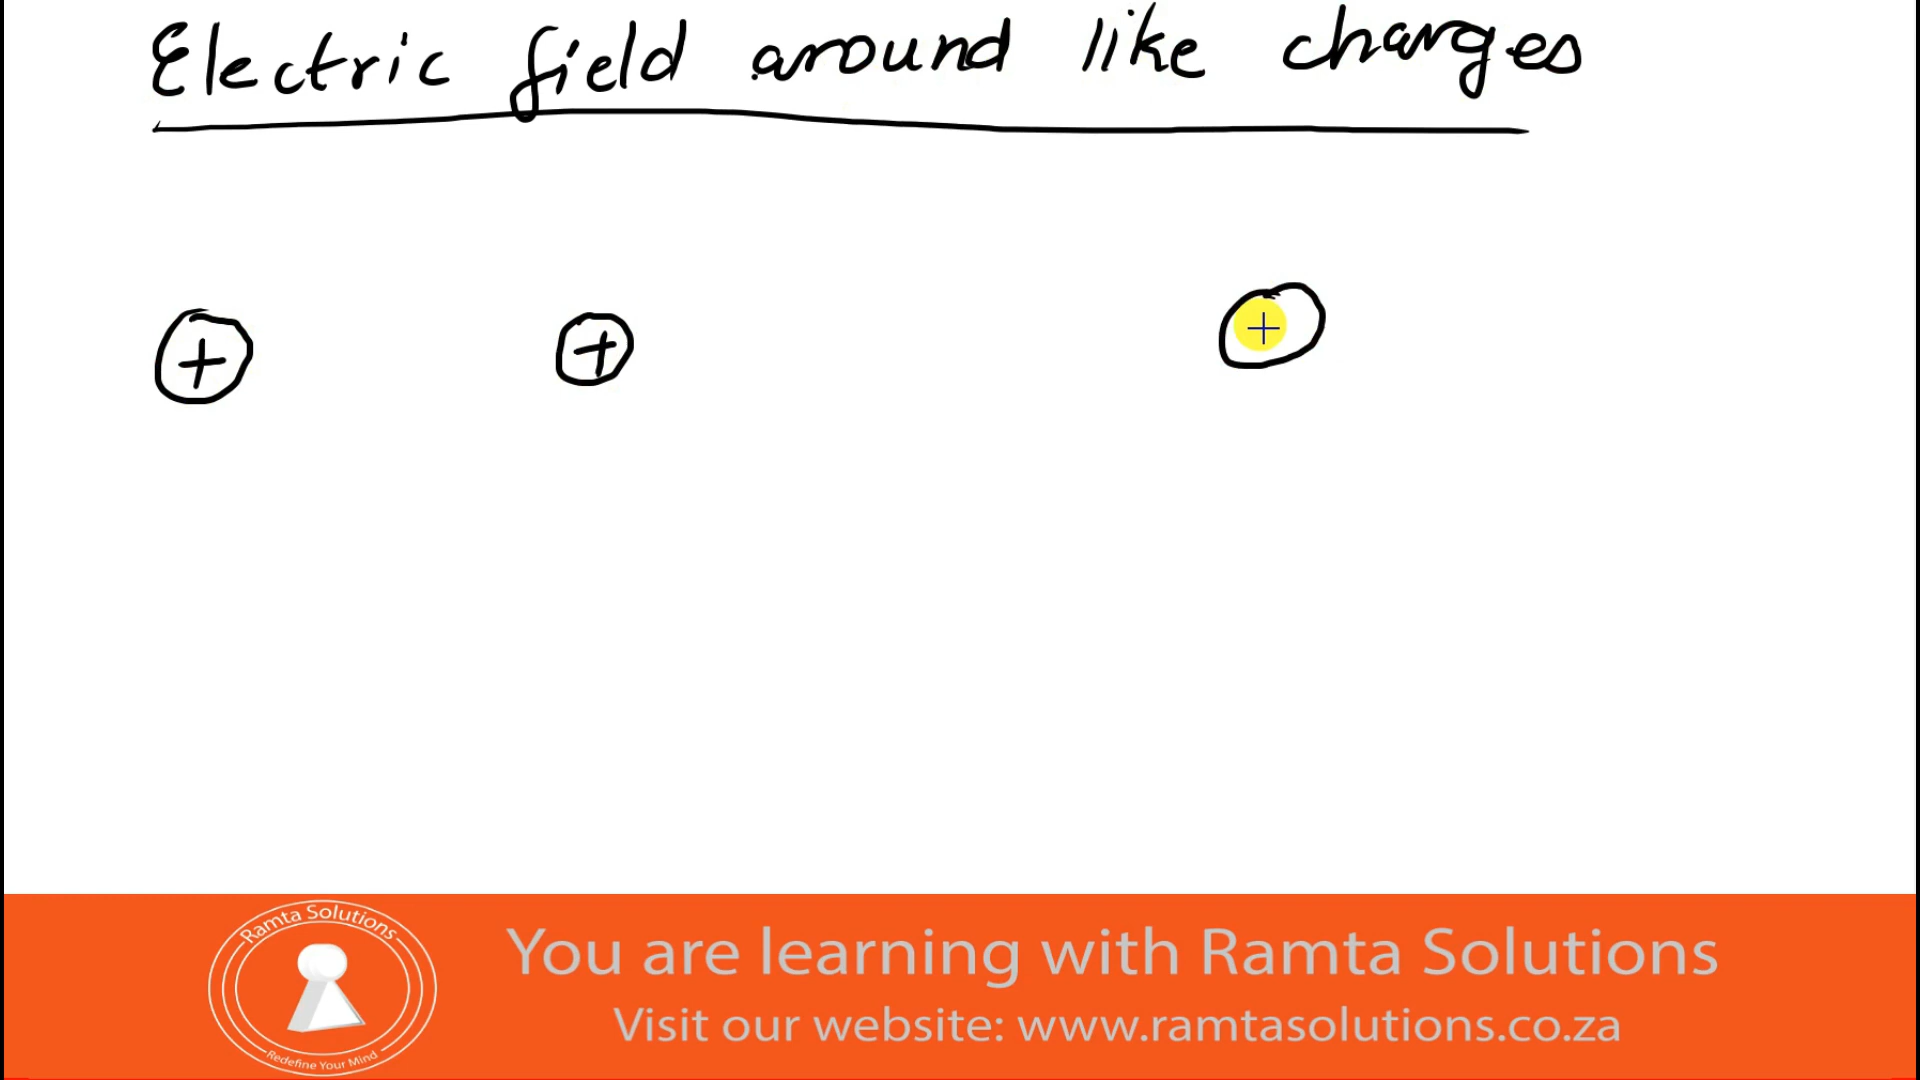 Electric field around like charges
+ + +
Ramta Solutions
Redefine Your Mind
You are learning with Ramta Solutions
Visit our website: www.ramtasolutions.co.za